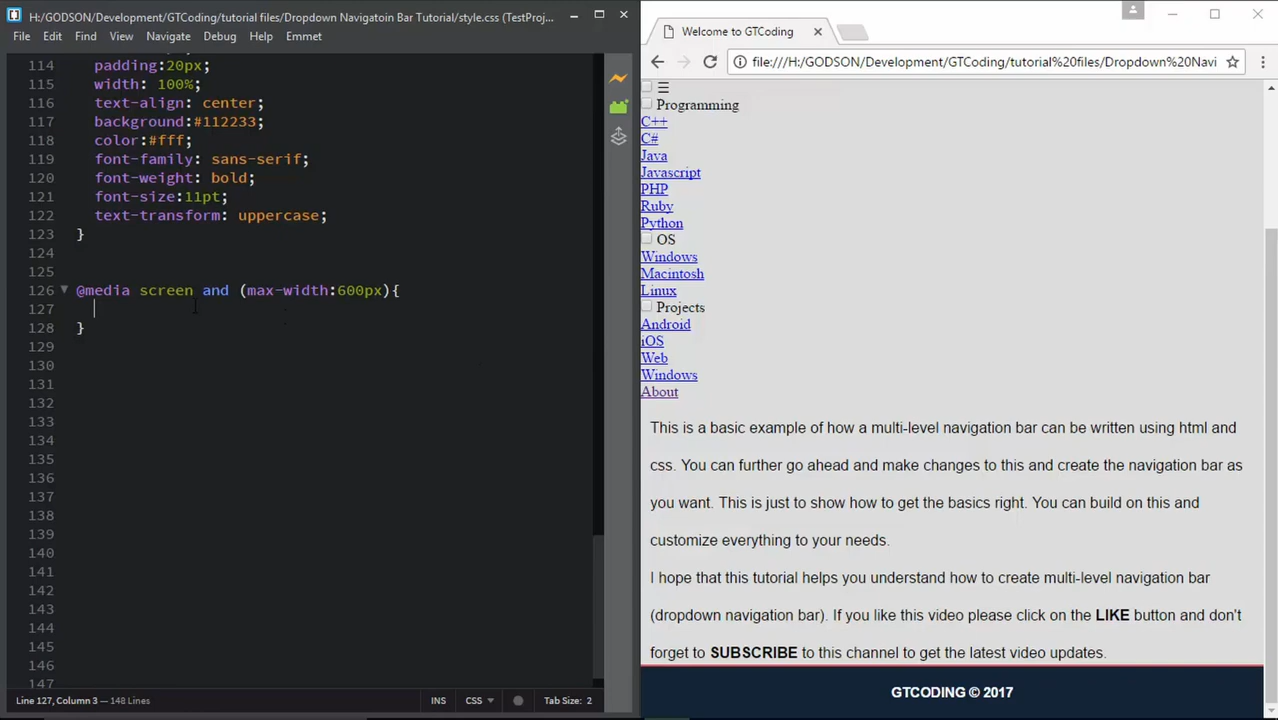 H:/GODSON/Development/GTCoding/tutorial files/Dropdown Navigatoin Bar Tutorial/style.css (TestProj...
File Edit Find View Navigate Debug Help Emmet
114
115
116
117
118
119
120
121
122
123
124
125
126
127
128
129
130
131
132
133
134
135
136
137
138
139
140
141
142
143
144
145
146
147
padding:20px;
width: 100%;
text-align: center;
background:#112233;
color:#fff;
font-family: sans-serif;
font-weight: bold;
font-size:11pt;
text-transform: uppercase;
}
@media screen and (max-width:600px){
}
Line 127, Column 3 — 148 Lines
INS CSS Tab Size: 2
Welcome to GTCoding
file:///H:/GODSON/Development/GTCoding/tutorial%20files/Dropdown%20Navi
☰
Programming
C++
C#
Java
Javascript
PHP
Ruby
Python
OS
Windows
Macintosh
Linux
Projects
Android
iOS
Web
Windows
About
This is a basic example of how a multi-level navigation bar can be written using html and
css. You can further go ahead and make changes to this and create the navigation bar as
you want. This is just to show how to get the basics right. You can build on this and
customize everything to your needs.
I hope that this tutorial helps you understand how to create multi-level navigation bar
(dropdown navigation bar). If you like this video please click on the LIKE button and don't
forget to SUBSCRIBE to this channel to get the latest video updates.
GTCODING © 2017